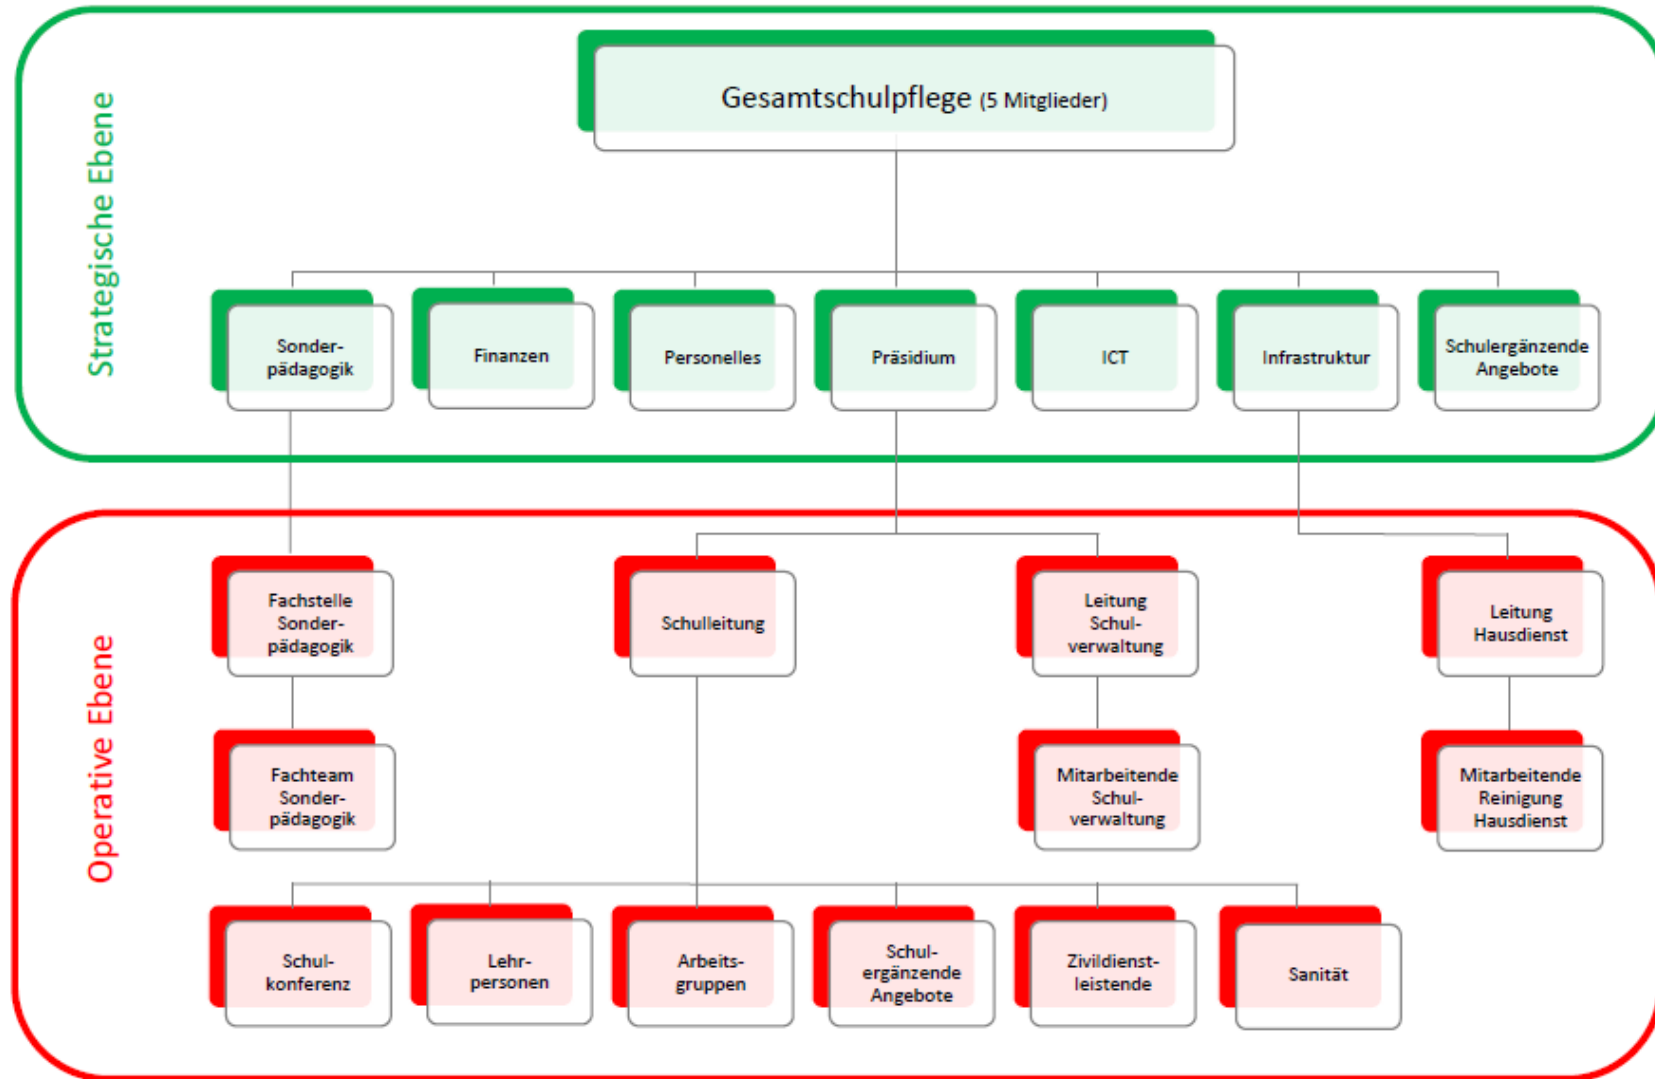 Strategische Ebene
Gesamtschulpflege (5 Mitglieder)
Sonder-
pädagogik
Finanzen
Personelles
Präsidium
ICT
Infrastruktur
Schulergänzende
Angebote
Operative Ebene
Fachstelle
Sonder-
pädagogik
Schulleitung
Leitung
Schul-
verwaltung
Leitung
Hausdienst
Fachteam
Sonder-
pädagogik
Mitarbeitende
Schul-
verwaltung
Mitarbeitende
Reinigung
Hausdienst
Schul-
konferenz
Lehr-
personen
Arbeits-
gruppen
Schul-
ergänzende
Angebote
Zivildienst-
leistende
Sanität